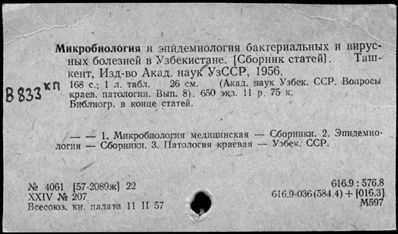 Микробиология и эпидемиология бактериальных и вирус-
ных болезней в Узбекистане. [Сборник статей]. Таш-
кент, Изд-во Акад. наук УзССР, 1956.
168 с.; 1 л. табл. 26 см. (Акад. наук Узбек. ССР. Вопросы
краев. патологии. Вып. 8). 650 экз. 11 р. 75 к.
Библиогр. в конце статей.
В 833 кп
— — 1. Микробиология медицинская — Сборники. 2. Эпидемио-
логия — Сборники. 3. Патология краевая — Узбек. ССР.
№ 4061 [57-2089ж] 22
XXIV № 207
Всесоюз. кн. палата 11 II 57
616.9 : 576.8
616.9-036 (584.4) + [016.3]
М597